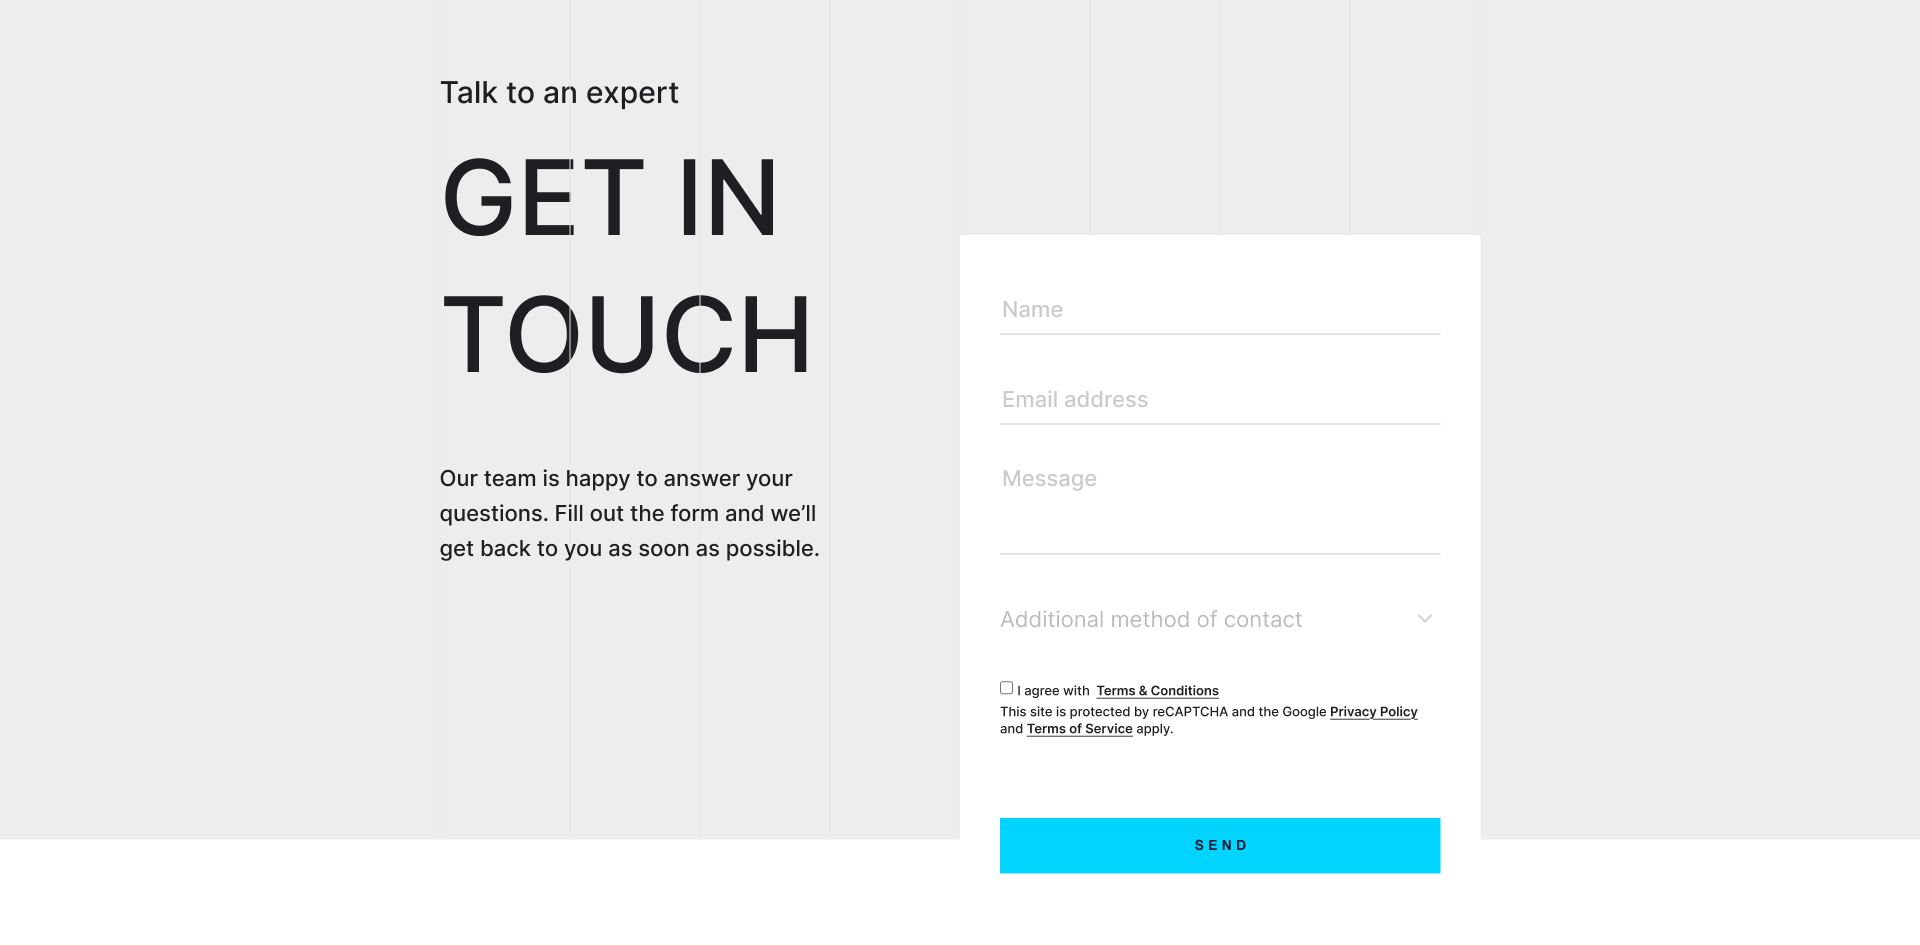 Talk to an expert
GET IN
TOUCH
Our team is happy to answer your
questions. Fill out the form and we’ll
get back to you as soon as possible.
Name
Email address
Message
Additional method of contact
I agree with Terms & Conditions
This site is protected by reCAPTCHA and the Google Privacy Policy
and Terms of Service apply.
SEND